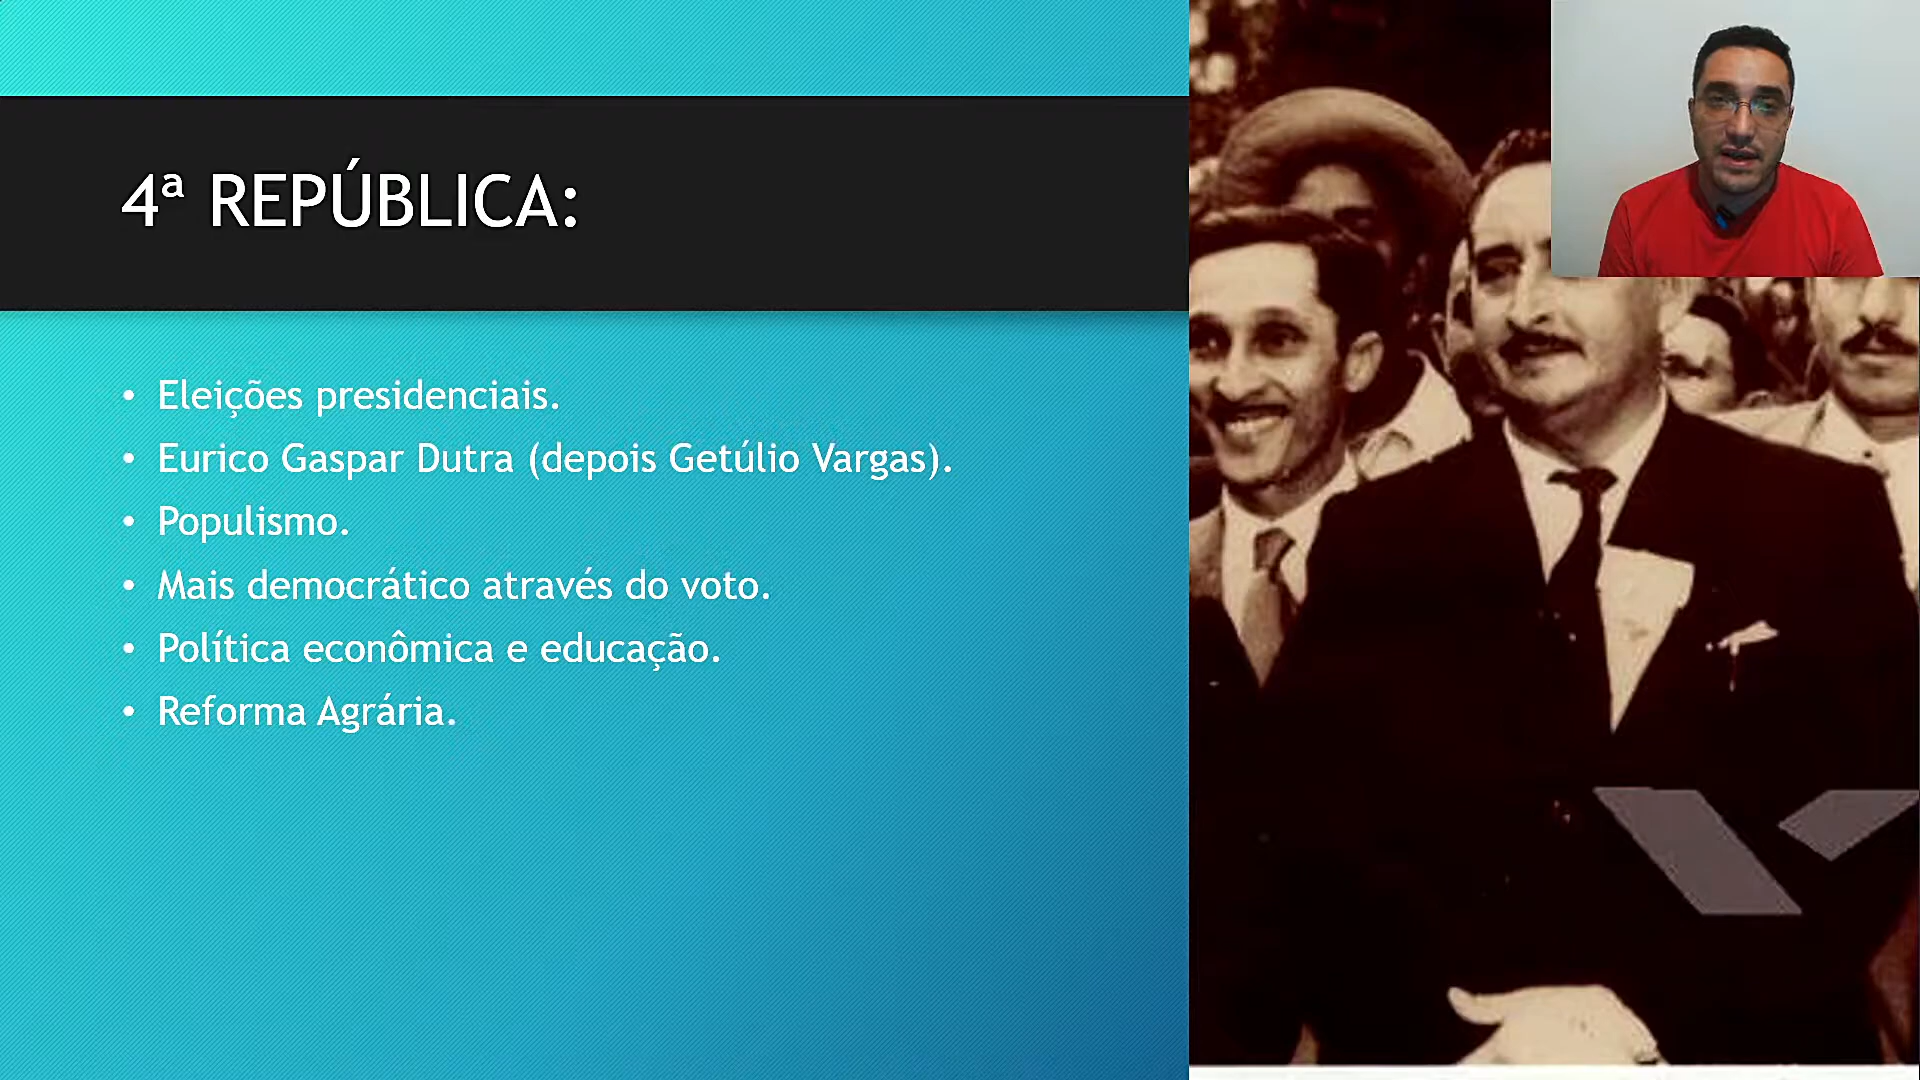 4ª REPÚBLICA:
• Eleições presidenciais.
• Eurico Gaspar Dutra (depois Getúlio Vargas).
• Populismo.
• Mais democrático através do voto.
• Política econômica e educação.
• Reforma Agrária.